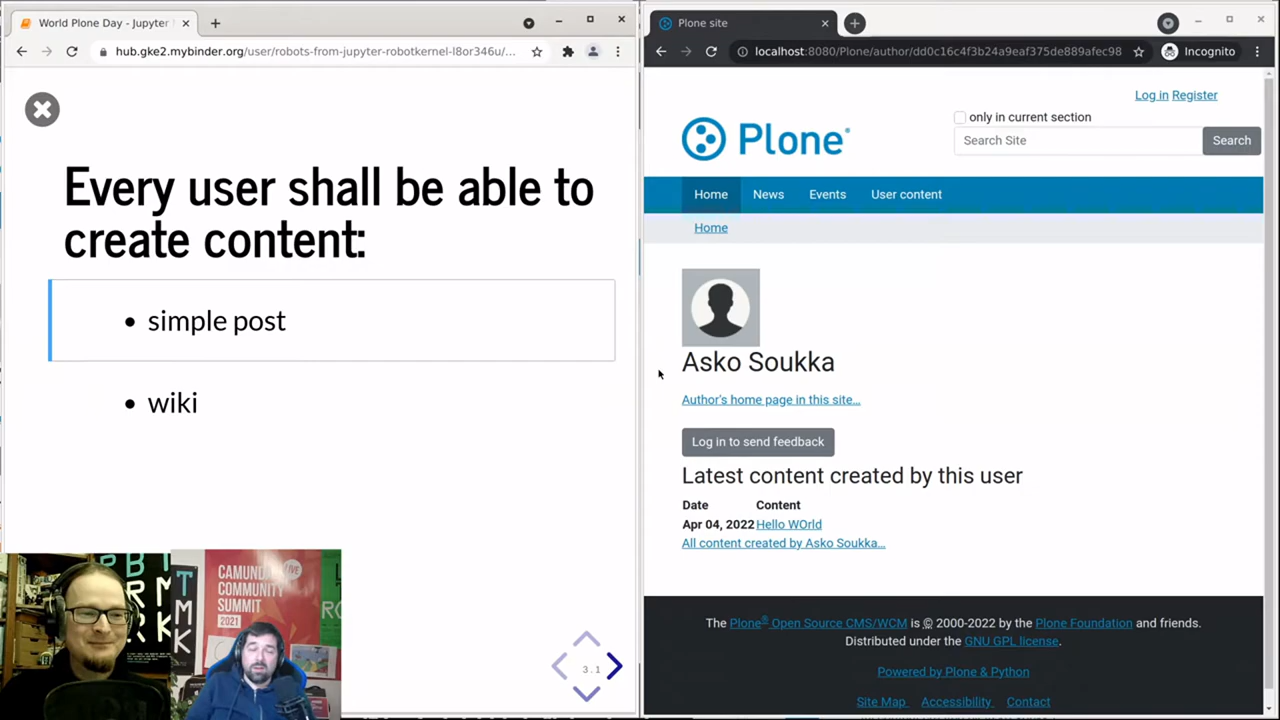 World Plone Day - Jupyter
hub.gke2.mybinder.org/user/robots-from-jupyter-robotkernel-l8or346u/...
Every user shall be able to
create content:
• simple post
• wiki
3.1
CAMUNDA
COMMUNITY
SUMMIT
2021
LIVE
TMK
Plone site
localhost:8080/Plone/author/dd0c16c4f3b24a9eaf375de889afec98
Incognito
Log in Register
only in current section
Plone®
Search Site
Search
Home News Events User content
Home
Asko Soukka
Author's home page in this site...
Log in to send feedback
Latest content created by this user
Date Content
Apr 04, 2022 Hello WOrld
All content created by Asko Soukka...
The Plone® Open Source CMS/WCM is © 2000-2022 by the Plone Foundation and friends.
Distributed under the GNU GPL license.
Powered by Plone & Python
Site Map Accessibility Contact